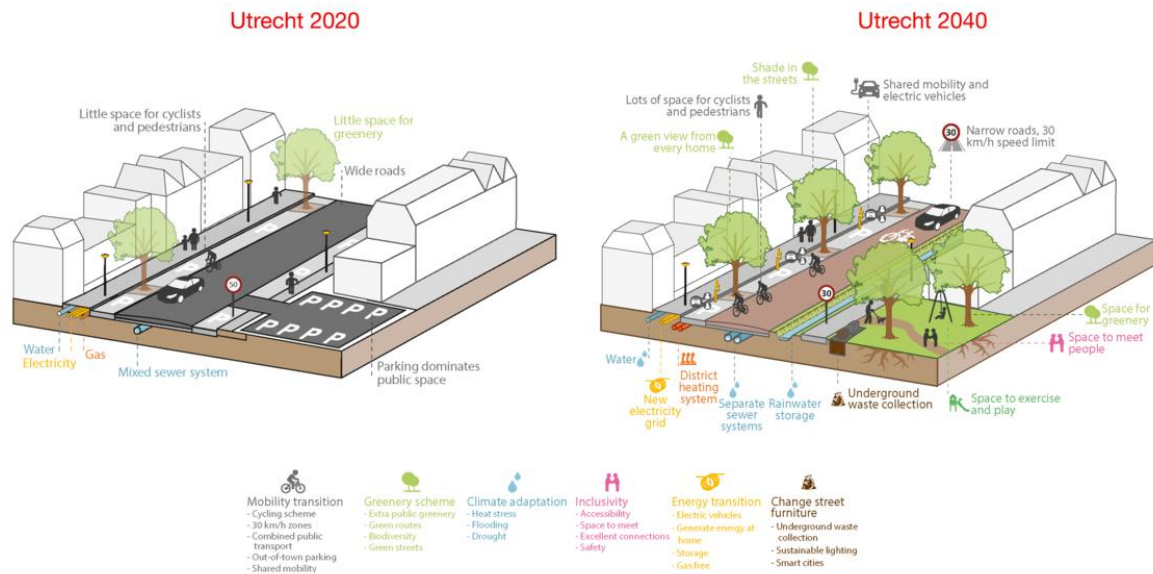 Utrecht 2020
Little space for cyclists
and pedestrians
Little space for
greenery
Wide roads
50
P
P
P
P
P P P P
P P P P
Water
Electricity
Gas
Mixed sewer system
Parking dominates
public space
Utrecht 2040
Shade in
the streets
Shared mobility and
electric vehicles
Lots of space for cyclists
and pedestrians
A green view from
every home
30
Narrow roads, 30
km/h speed limit
P
P
30
Space for
greenery
Space to meet
people
Space to exercise
and play
Water
New
electricity
grid
District
heating
system
Separate
sewer
systems
Rainwater
storage
Underground
waste collection
Mobility transition
- Cycling scheme
- 30 km/h zones
- Combined public
transport
- Out-of-town parking
- Shared mobility
Greenery scheme
- Extra public greenery
- Green routes
- Biodiversity
- Green streets
Climate adaptation
- Heat stress
- Flooding
- Drought
Inclusivity
- Accessibility
- Space to meet
- Excellent connections
- Safety
Energy transition
- Electric vehicles
- Generate energy at
home
- Storage
- Gas free
Change street
furniture
- Underground waste
collection
- Sustainable lighting
- Smart cities